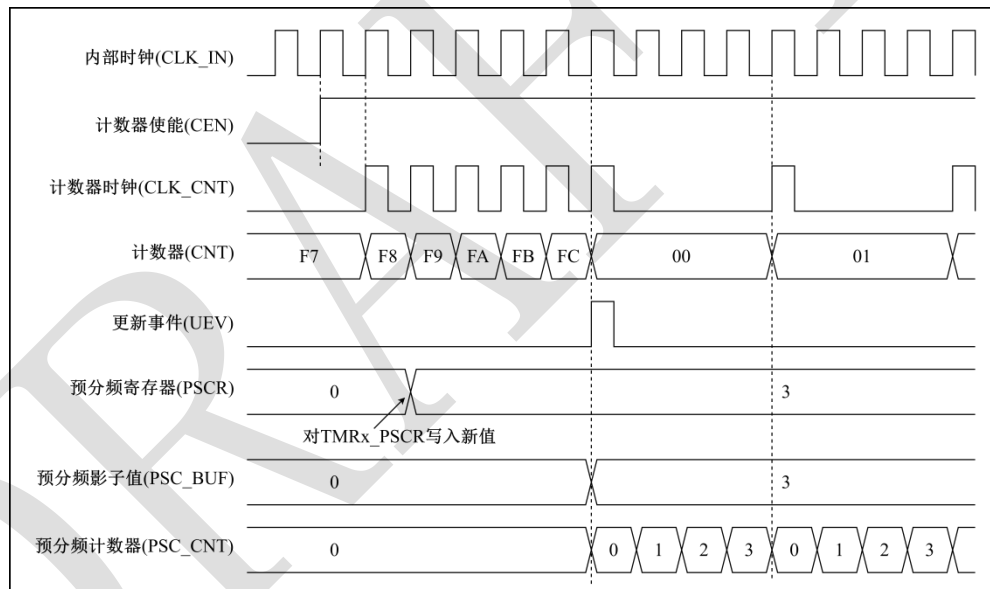 内部时钟(CLK_IN)
计数器使能(CEN)
计数器时钟(CLK_CNT)
计数器(CNT) F7 F8 F9 FA FB FC 00 01
更新事件(UEV)
预分频寄存器(PSCR) 0 3
对TMRx_PSCR写入新值
预分频影子值(PSC_BUF) 0 3
预分频计数器(PSC_CNT) 0 0 1 2 3 0 1 2 3